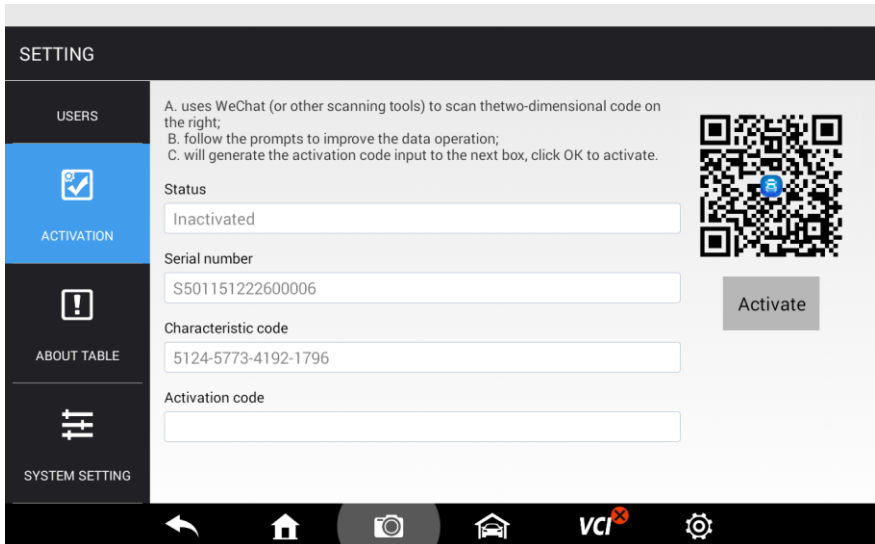 SETTING
USERS
ACTIVATION
ABOUT TABLE
SYSTEM SETTING
A. uses WeChat (or other scanning tools) to scan thetwo-dimensional code on
the right;
B. follow the prompts to improve the data operation;
C. will generate the activation code input to the next box, click OK to activate.
Status
Inactivated
Serial number
S501151222600006
Characteristic code
5124-5773-4192-1796
Activation code
Activate
VCI